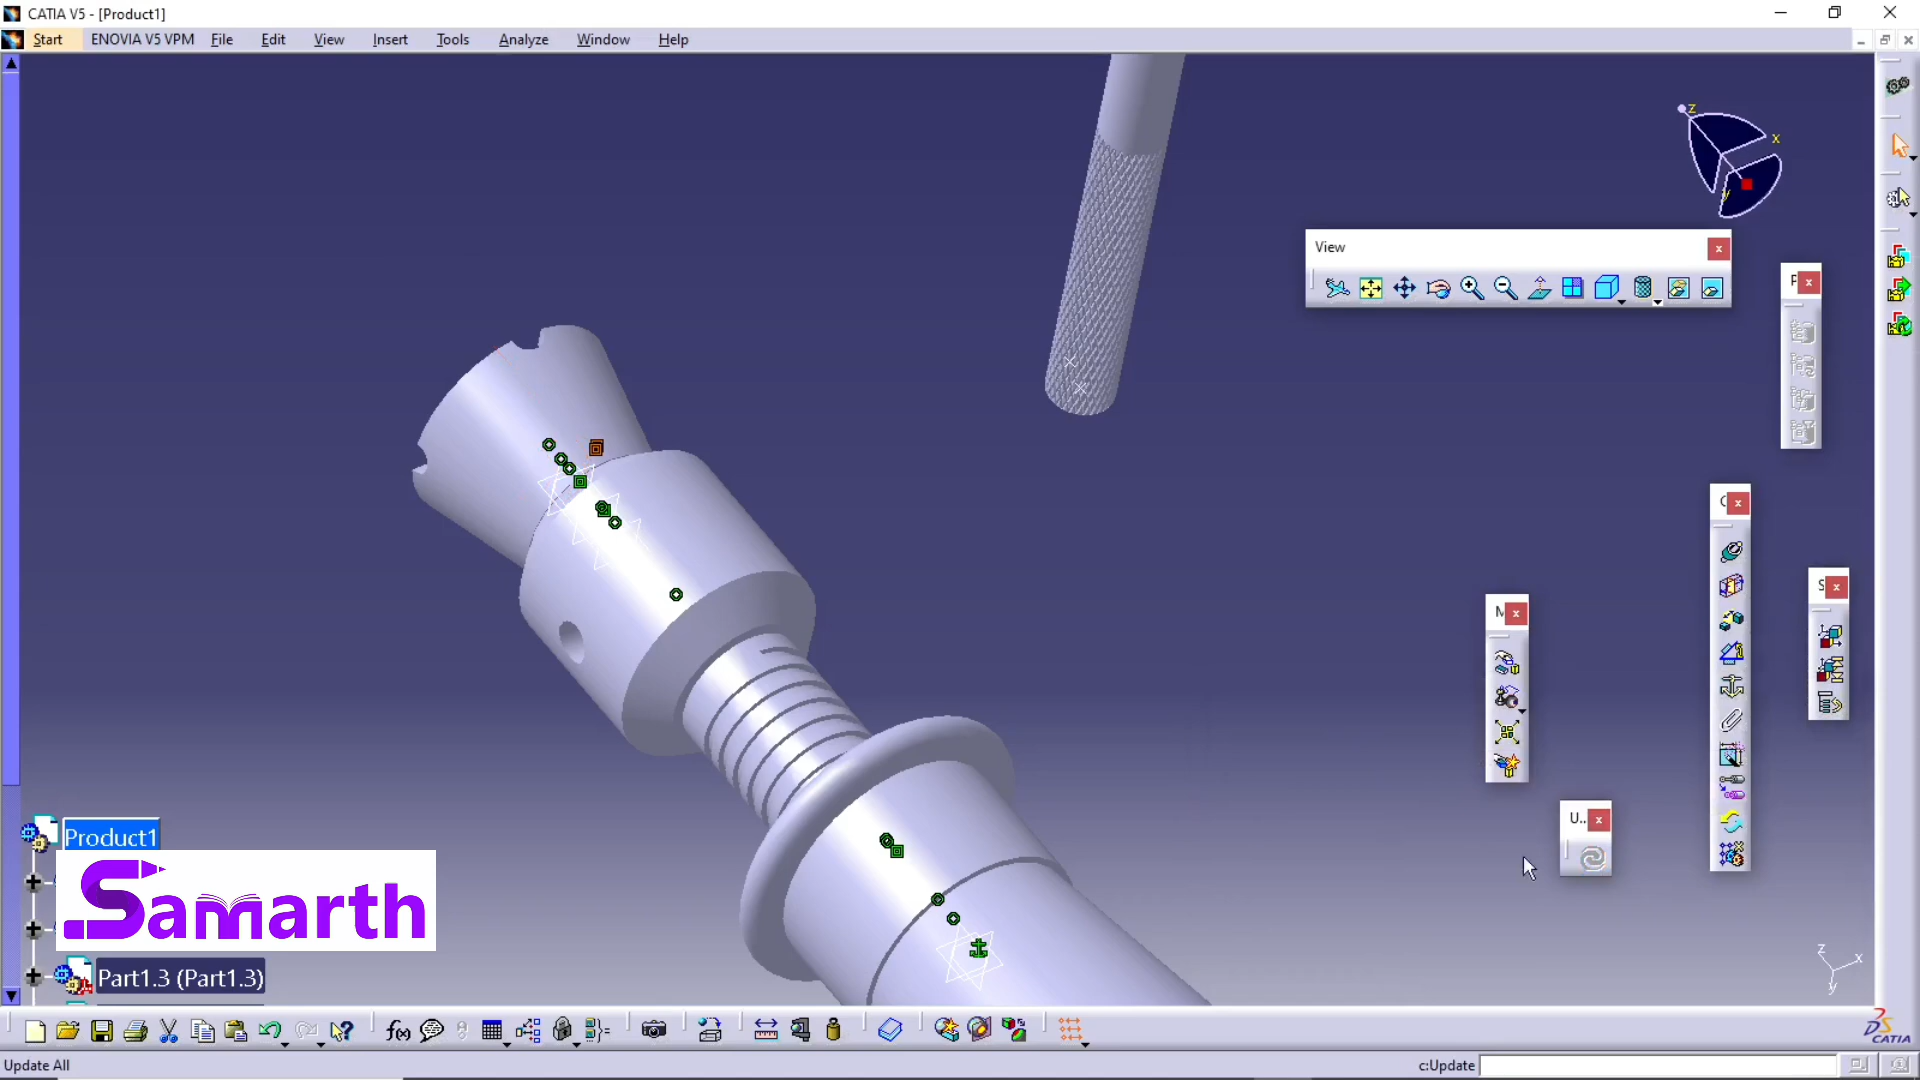 CATIA V5 - [Product1]
Start ENOVIA V5 VPM File Edit View Insert Tools Analyze Window Help
z
x
y
View
P
C
S
M
U..
Product1
Samarth
Part1.3 (Part1.3)
z
x
y
f(x)
DS
CATIA
Update All
c:Update